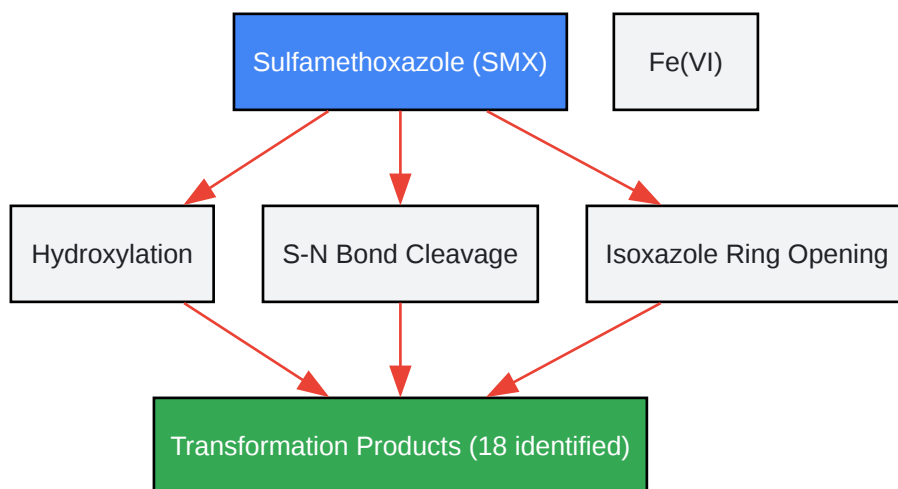 Sulfamethoxazole (SMX)
Fe(VI)
Hydroxylation
S-N Bond Cleavage
Isoxazole Ring Opening
Transformation Products (18 identified)